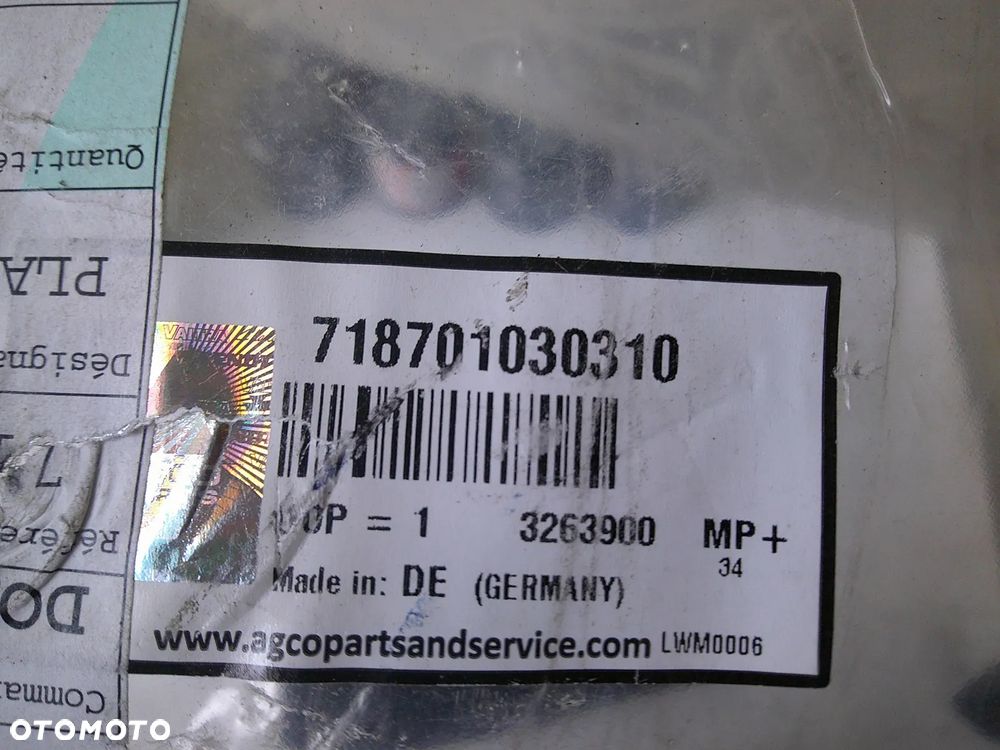 718701030310
= 1 3263900 MP+
34
Made in: DE (GERMANY)
www.agcopartsandservice.com LWM0006
Quantité
PLA
Désigna
7
Référe
DO
Comma
OTOMOTO